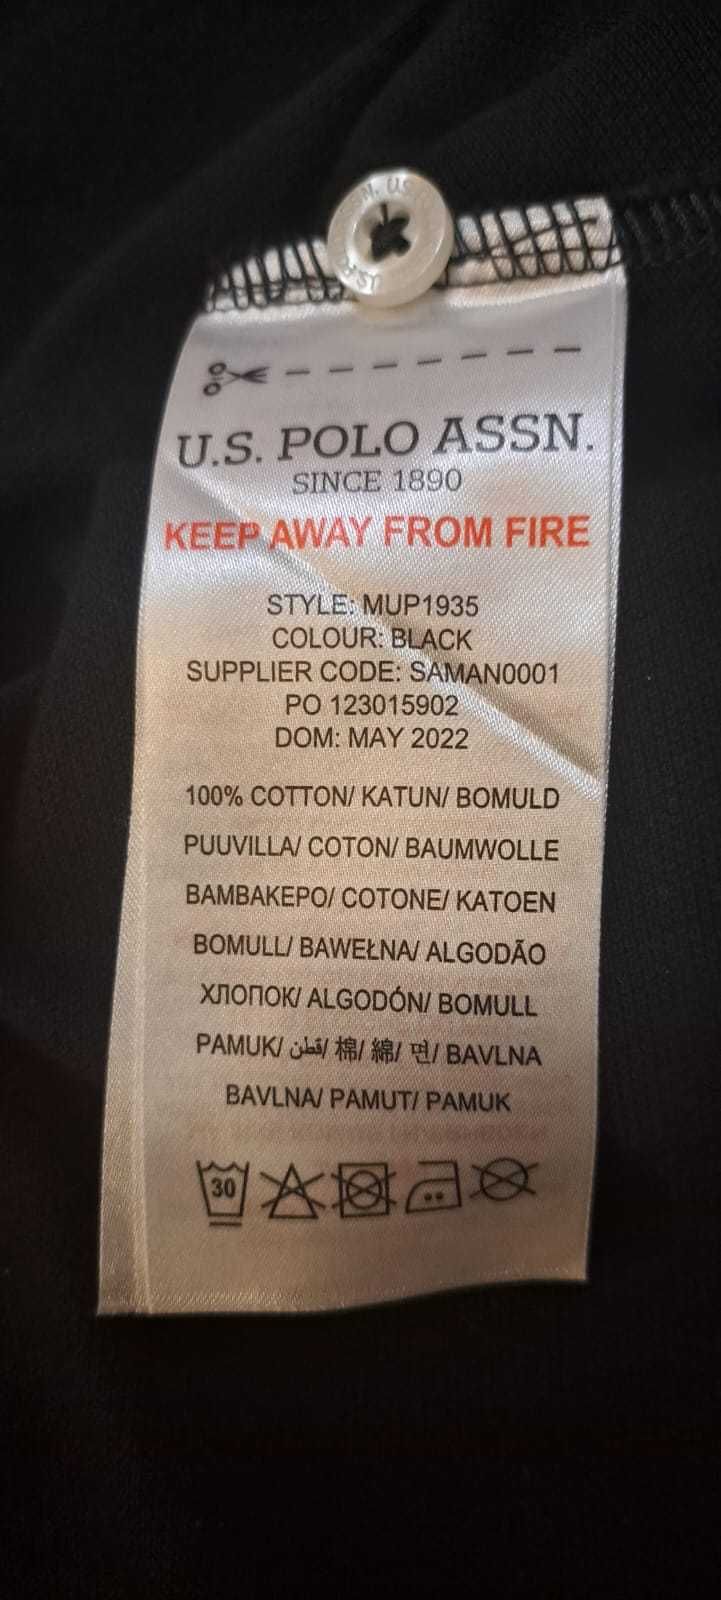 U.S. POLO ASSN.
SINCE 1890
KEEP AWAY FROM FIRE
STYLE: MUP1935
COLOUR: BLACK
SUPPLIER CODE: SAMAN0001
PO 123015902
DOM: MAY 2022
100% COTTON/ KATUN/ BOMULD
PUUVILLA/ COTON/ BAUMWOLLE
BAMBAKEPO/ COTONE/ KATOEN
BOMULL/ BAWEŁNA/ ALGODÃO
ХЛОПОК/ ALGODÓN/ BOMULL
PAMUK/ قطن/ 棉/ 綿/ 면/ BAVLNA
BAVLNA/ PAMUT/ PAMUK
30